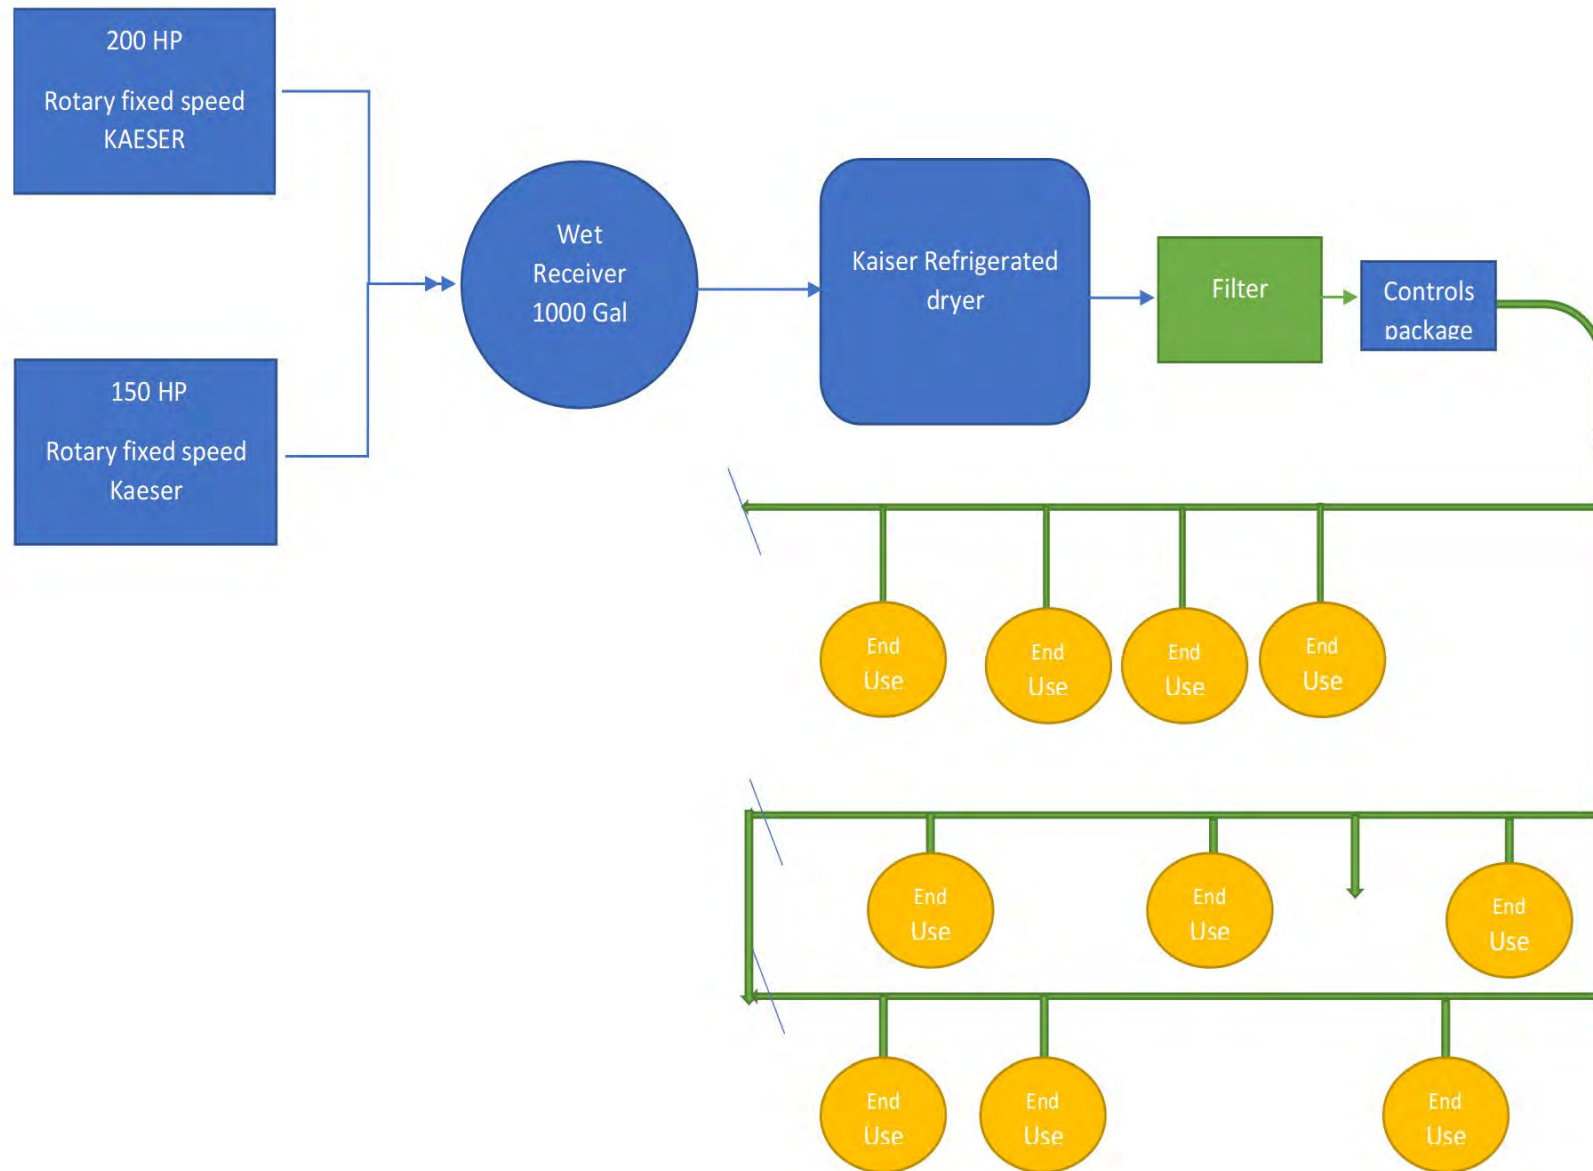 200 HP
Rotary fixed speed
KAESER
150 HP
Rotary fixed speed
Kaeser
Wet
Receiver
1000 Gal
Kaiser Refrigerated
dryer
Filter
Controls
package
End
Use
End
Use
End
Use
End
Use
End
Use
End
Use
End
Use
End
Use
End
Use
End
Use